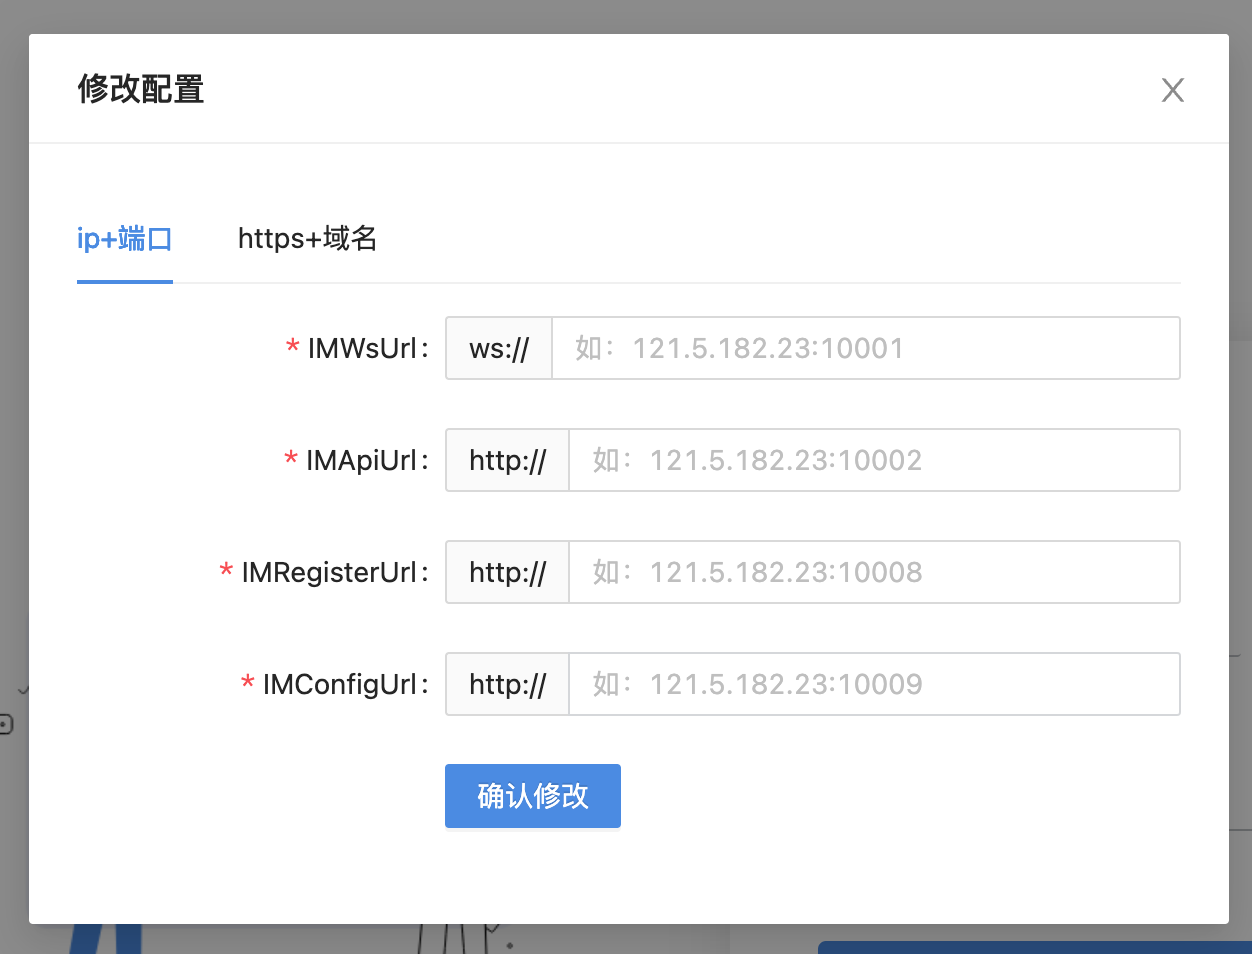 修改配置
ip+端口 https+域名
* IMWsUrl: ws:// 如：121.5.182.23:10001
* IMApiUrl: http:// 如：121.5.182.23:10002
* IMRegisterUrl: http:// 如：121.5.182.23:10008
* IMConfigUrl: http:// 如：121.5.182.23:10009
确认修改